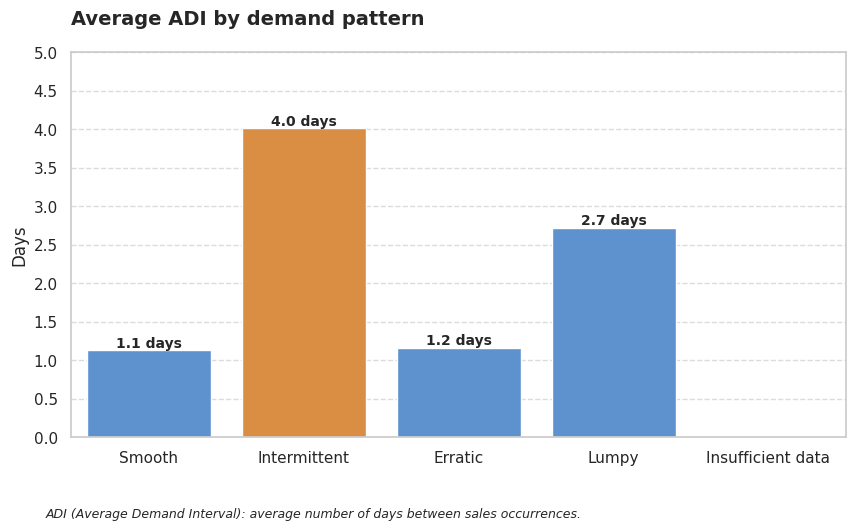 Average ADI by demand pattern
5.0
4.5
4.0
3.5
3.0
2.5
2.0
1.5
1.0
0.5
0.0
Days
1.1 days
4.0 days
1.2 days
2.7 days
Smooth
Intermittent
Erratic
Lumpy
Insufficient data
ADI (Average Demand Interval): average number of days between sales occurrences.